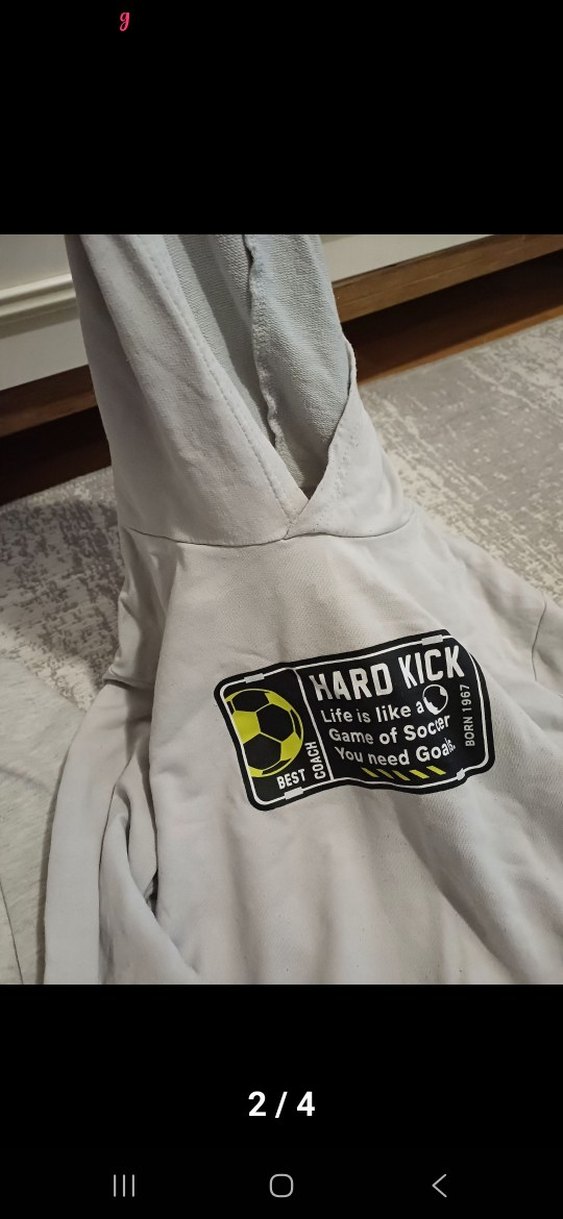 g
HARD KICK
Life is like a
Game of Soccer
You need Goals.
BORN 1967
BEST
COACH
2 / 4